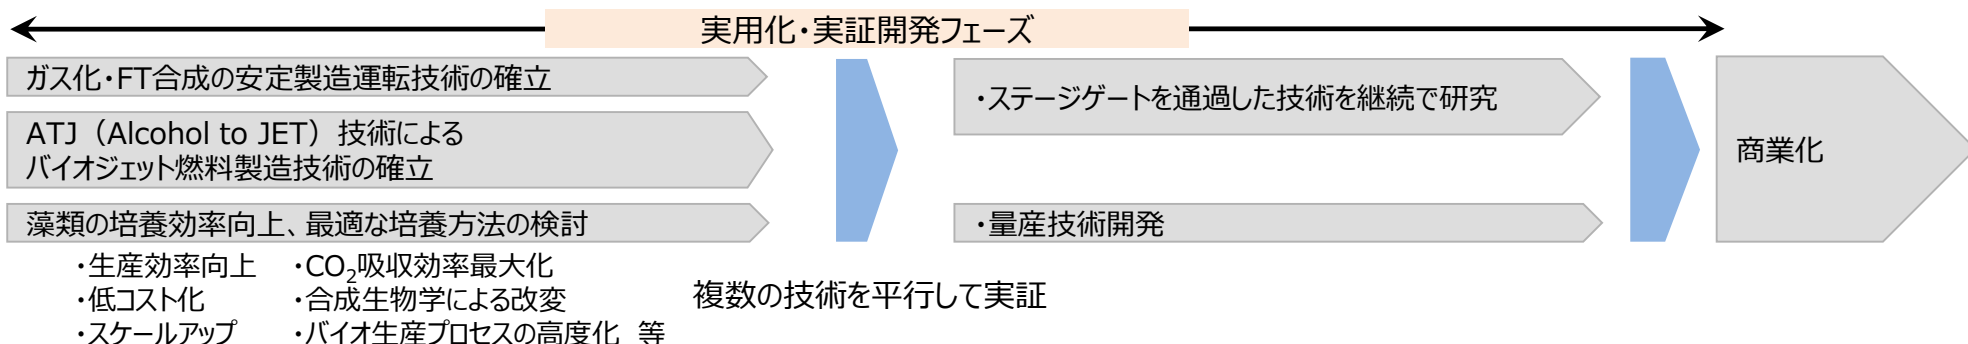 実用化・実証開発フェーズ
ガス化・FT合成の安定製造運転技術の確立
ATJ（Alcohol to JET）技術による
バイオジェット燃料製造技術の確立
藻類の培養効率向上、最適な培養方法の検討
・生産効率向上　・CO₂吸収効率最大化
・低コスト化　・合成生物学による改変
・スケールアップ　・バイオ生産プロセスの高度化　等
複数の技術を平行して実証
・ステージゲートを通過した技術を継続で研究
・量産技術開発
商業化